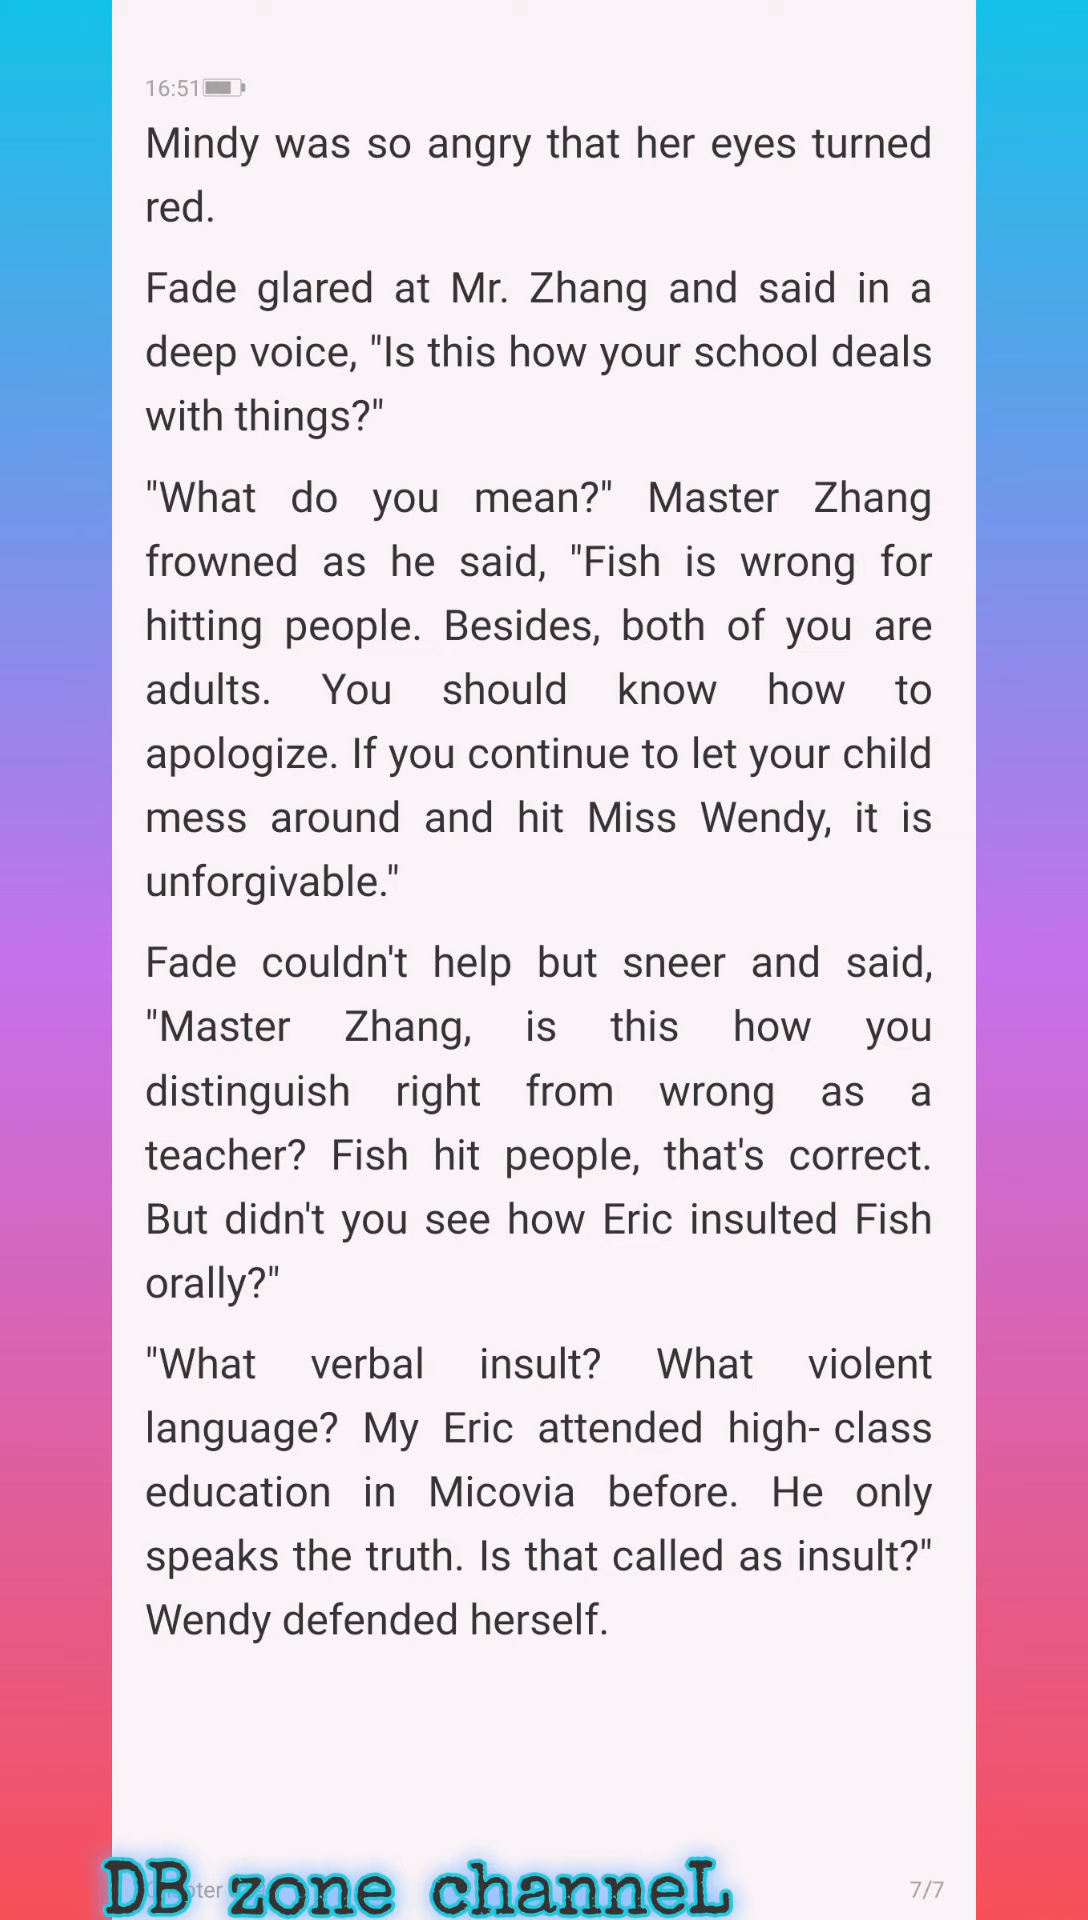 16:51
Mindy was so angry that her eyes turned
red.
Fade glared at Mr. Zhang and said in a
deep voice, "Is this how your school deals
with things?"
"What do you mean?" Master Zhang
frowned as he said, "Fish is wrong for
hitting people. Besides, both of you are
adults. You should know how to
apologize. If you continue to let your child
mess around and hit Miss Wendy, it is
unforgivable."
Fade couldn't help but sneer and said,
"Master Zhang, is this how you
distinguish right from wrong as a
teacher? Fish hit people, that's correct.
But didn't you see how Eric insulted Fish
orally?"
"What verbal insult? What violent
language? My Eric attended high- class
education in Micovia before. He only
speaks the truth. Is that called as insult?"
Wendy defended herself.
DB zone channeL
7/7